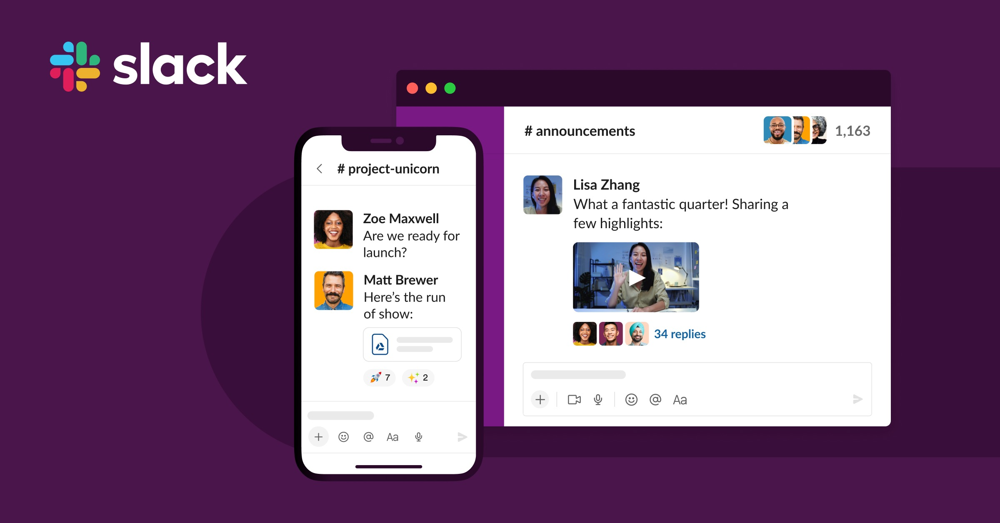 slack
# announcements
1,163
Lisa Zhang
What a fantastic quarter! Sharing a
few highlights:
34 replies
Aa
# project-unicorn
Zoe Maxwell
Are we ready for
launch?
Matt Brewer
Here’s the run
of show:
7 2
@ Aa